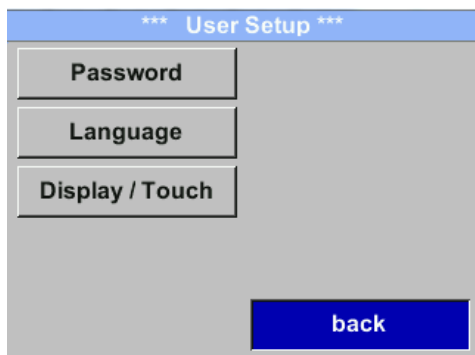 *** User Setup ***
Password
Language
Display / Touch
back